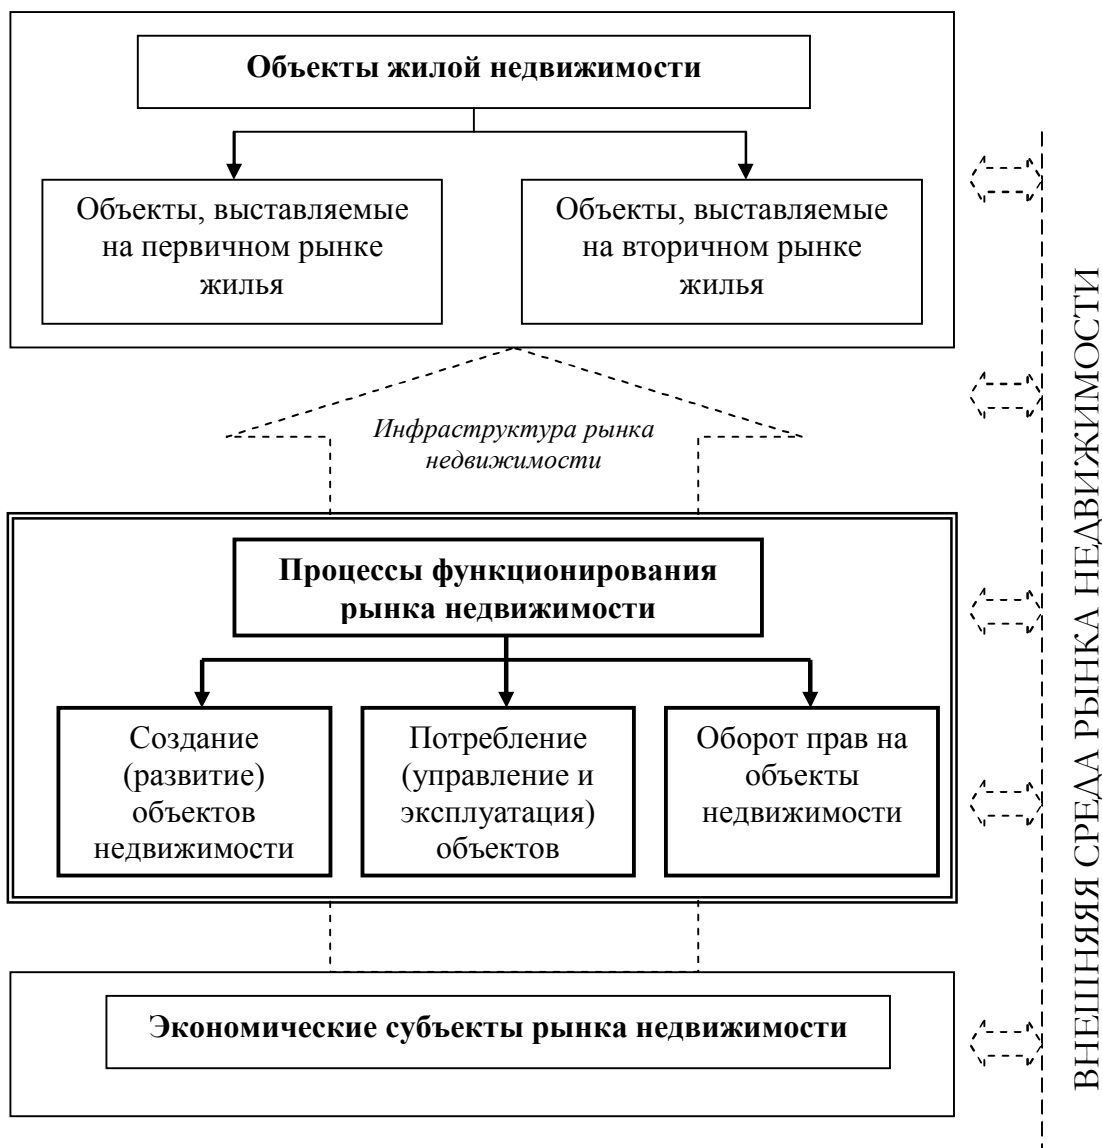 Объекты жилой недвижимости
Объекты, выставляемые
на первичном рынке
жилья
Объекты, выставляемые
на вторичном рынке
жилья
Инфраструктура рынка
недвижимости
Процессы функционирования
рынка недвижимости
Создание
(развитие)
объектов
недвижимости
Потребление
(управление и
эксплуатация)
объектов
Оборот прав на
объекты
недвижимости
Экономические субъекты рынка недвижимости
ВНЕШНЯЯ СРЕДА РЫНКА НЕДВИЖИМОСТИ